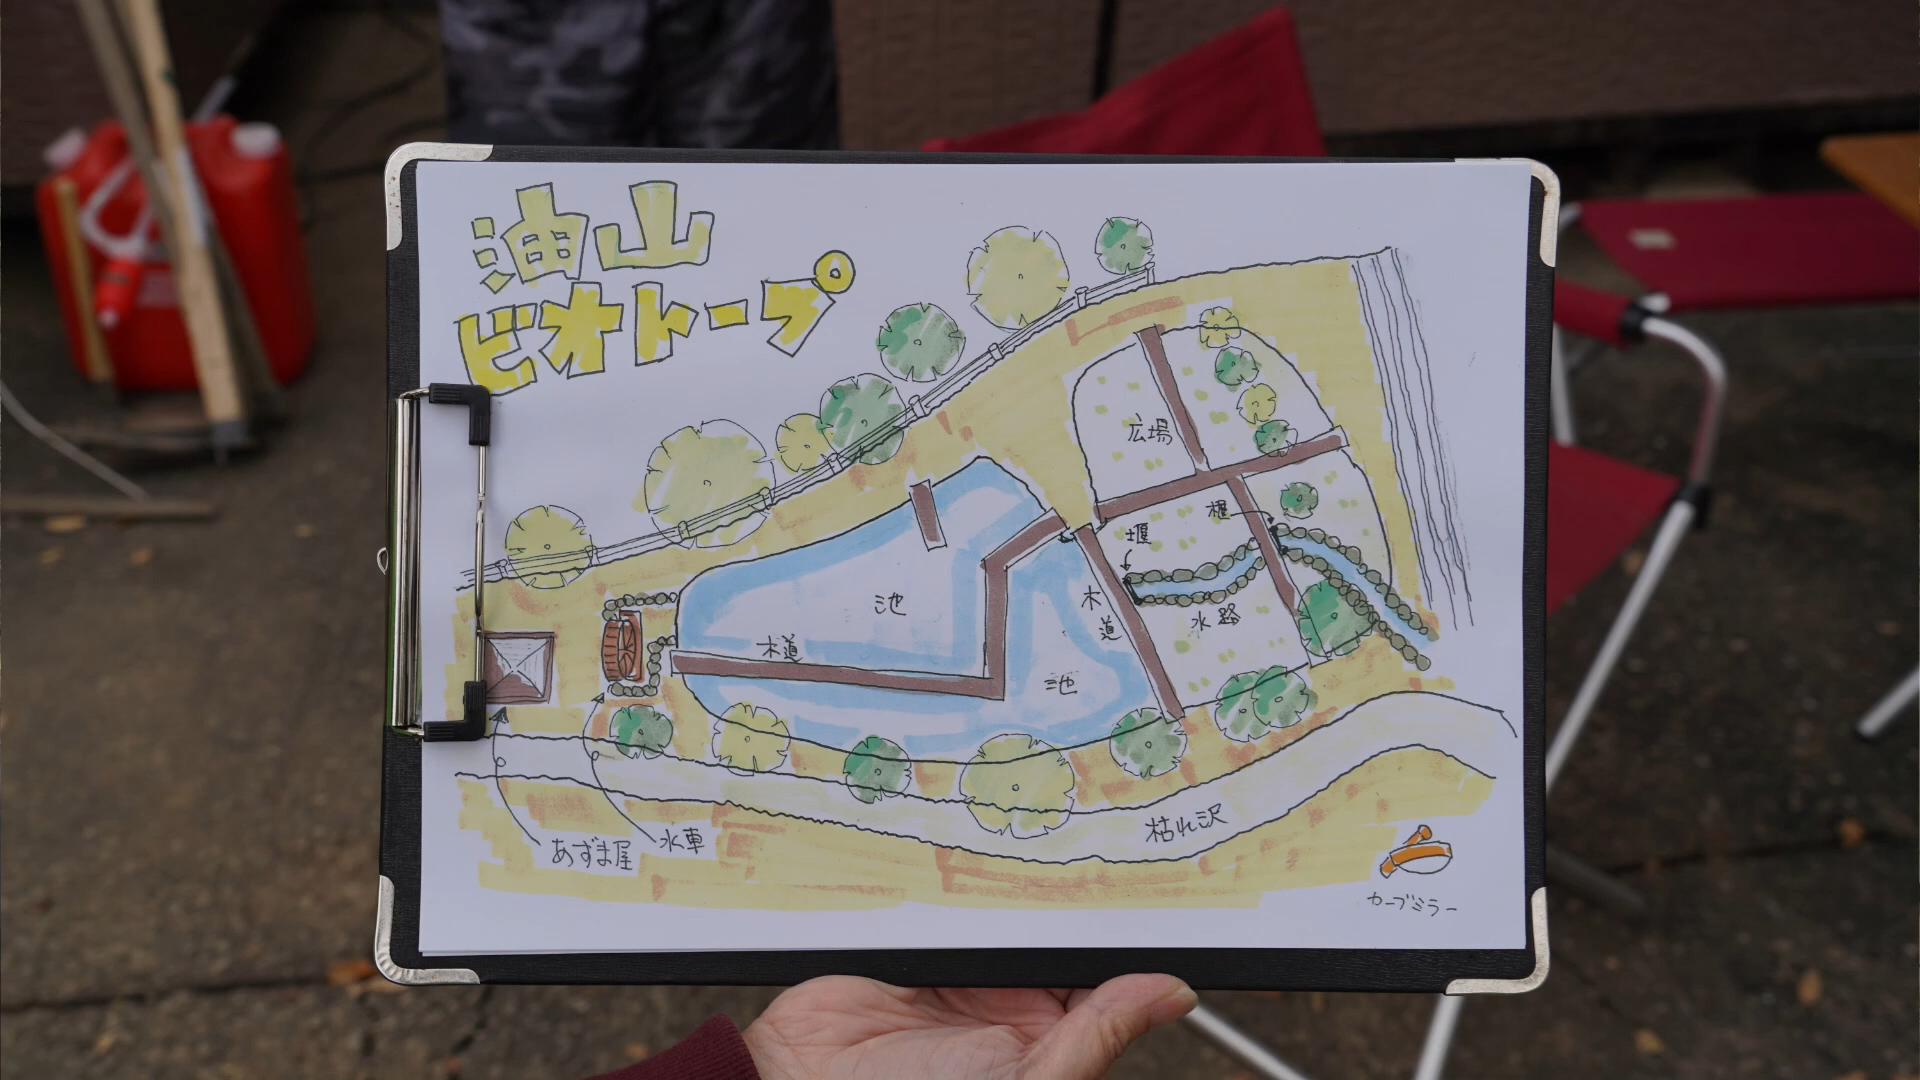 油山
ビオトープ
広場
堰
堰
池
木道
水路
木道
池
枯れ沢
あずま屋
水車
カーブミラー